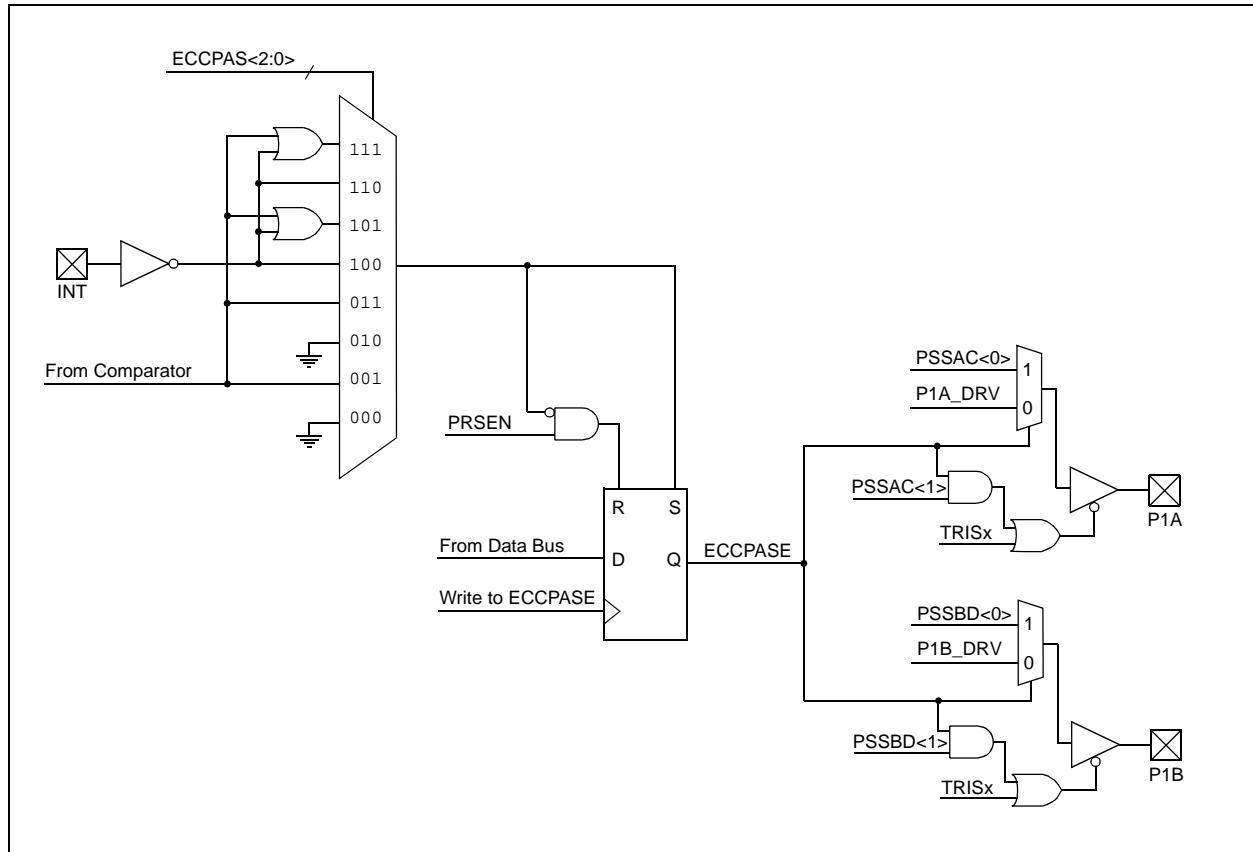 ECCPAS<2:0>
111
110
101
100
011
010
001
000
INT
From Comparator
PRSEN
R
S
D
Q
From Data Bus
Write to ECCPASE
ECCPASE
PSSAC<0>
1
P1A_DRV
0
PSSAC<1>
TRISx
P1A
PSSBD<0>
1
P1B_DRV
0
PSSBD<1>
TRISx
P1B